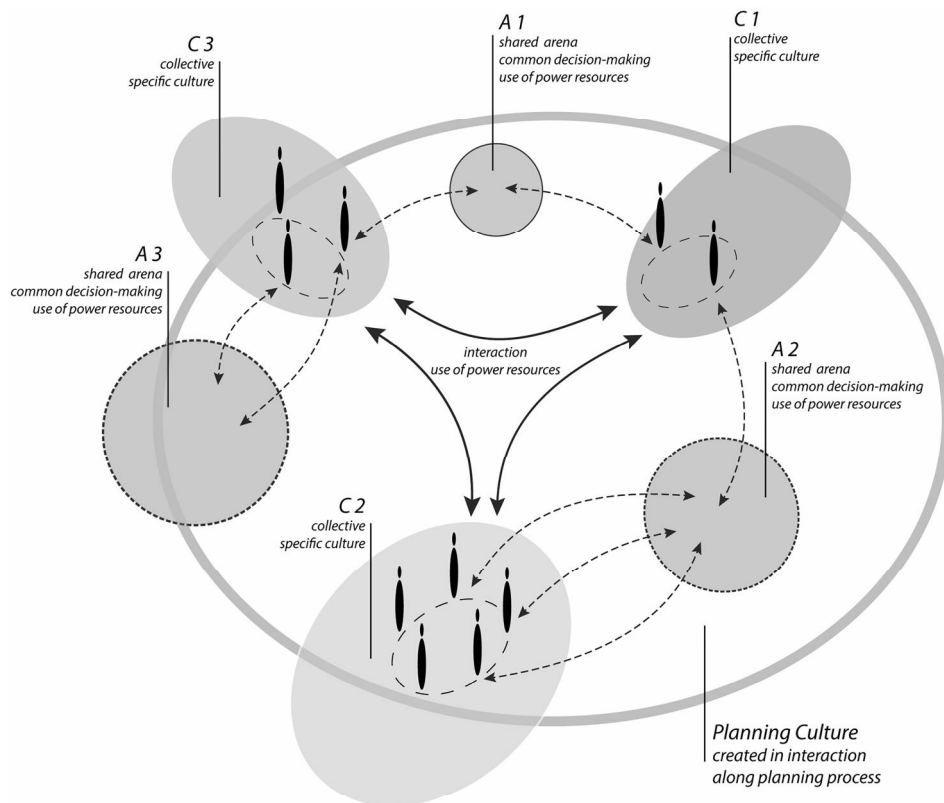 A 1
shared arena
common decision-making
use of power resources
C 1
collective
specific culture
C 3
collective
specific culture
A 3
shared arena
common decision-making
use of power resources
interaction
use of power resources
A 2
shared arena
common decision-making
use of power resources
C 2
collective
specific culture
Planning Culture
created in interaction
along planning process